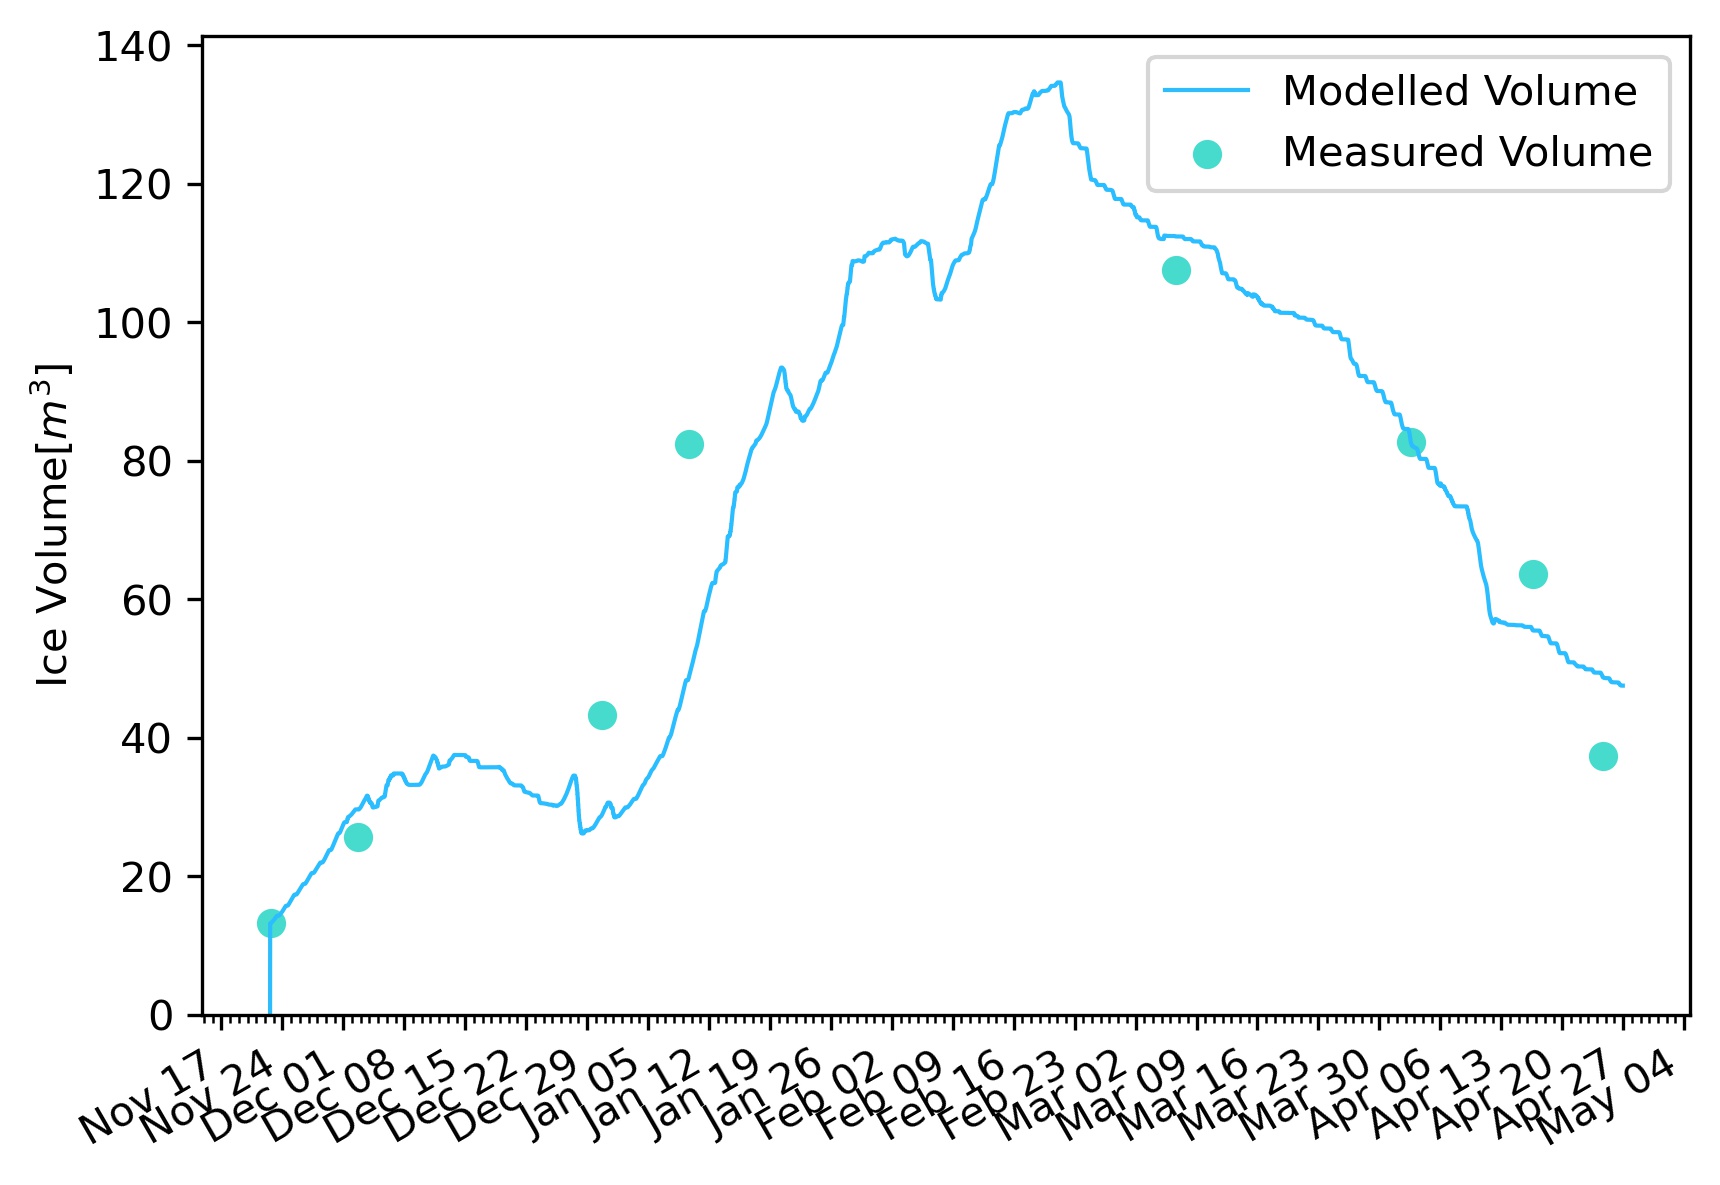 140
120
100
80
60
40
20
0
Ice Volume[m³]
Modelled Volume
Measured Volume
Nov 17
Nov 24
Dec 01
Dec 08
Dec 15
Dec 22
Dec 29
Jan 05
Jan 12
Jan 19
Jan 26
Feb 02
Feb 09
Feb 16
Feb 23
Mar 02
Mar 09
Mar 16
Mar 23
Mar 30
Apr 06
Apr 13
Apr 20
Apr 27
May 04